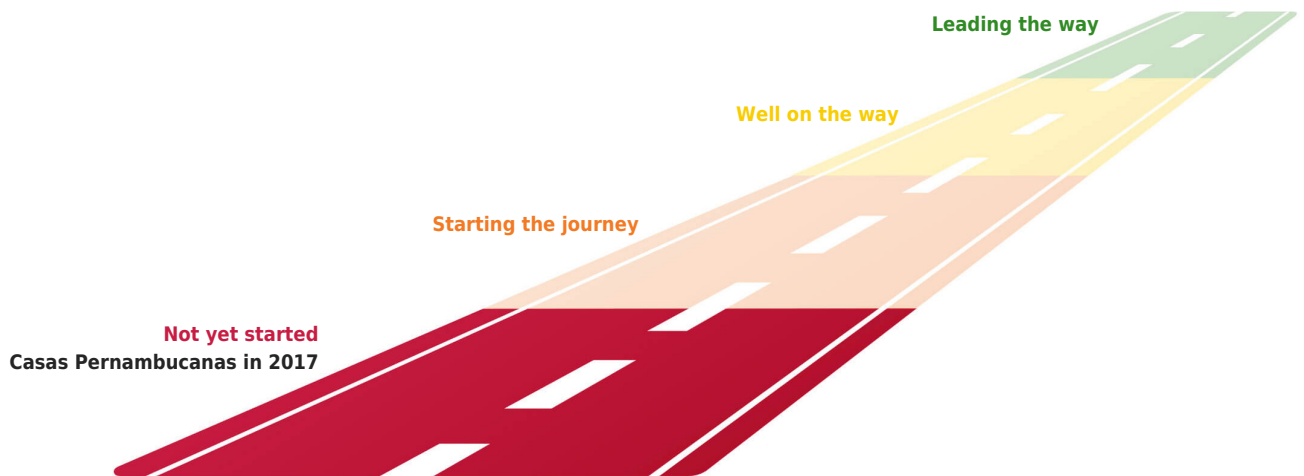 Leading the way
Well on the way
Starting the journey
Not yet started
Casas Pernambucanas in 2017